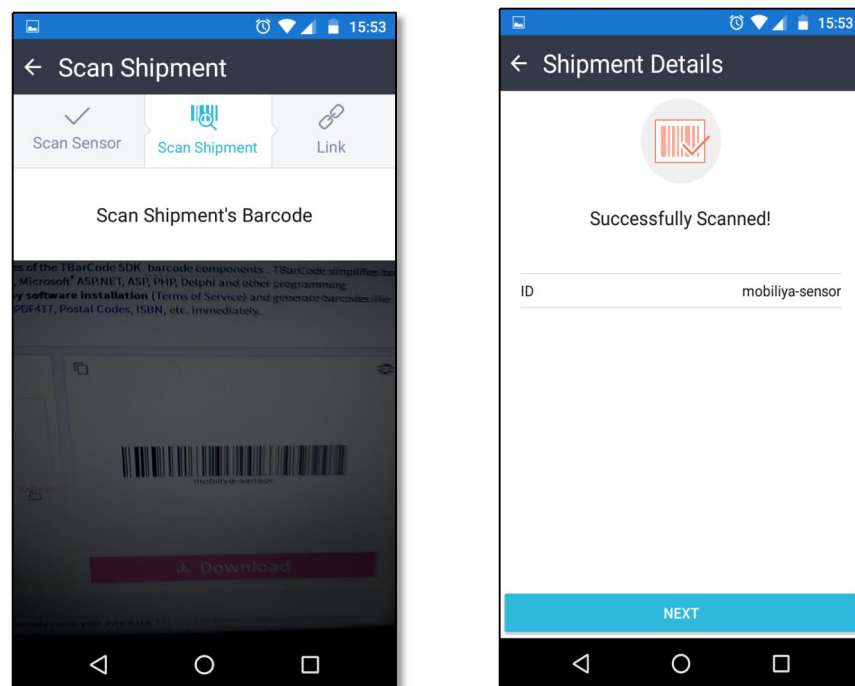 15:53
Scan Shipment
Scan Sensor
Scan Shipment
Link
Scan Shipment's Barcode
es of the TBarCode SDK barcode components . TBarCode simplifies bar
, Microsoft® ASP.NET, ASP, PHP, Delphi and other programming
y software installation (Terms of Service) and generate barcodes like
PDF417, Postal Codes, ISBN, etc. immediately.
mobiliya-sensor
Download
15:53
Shipment Details
Successfully Scanned!
ID mobiliya-sensor
NEXT